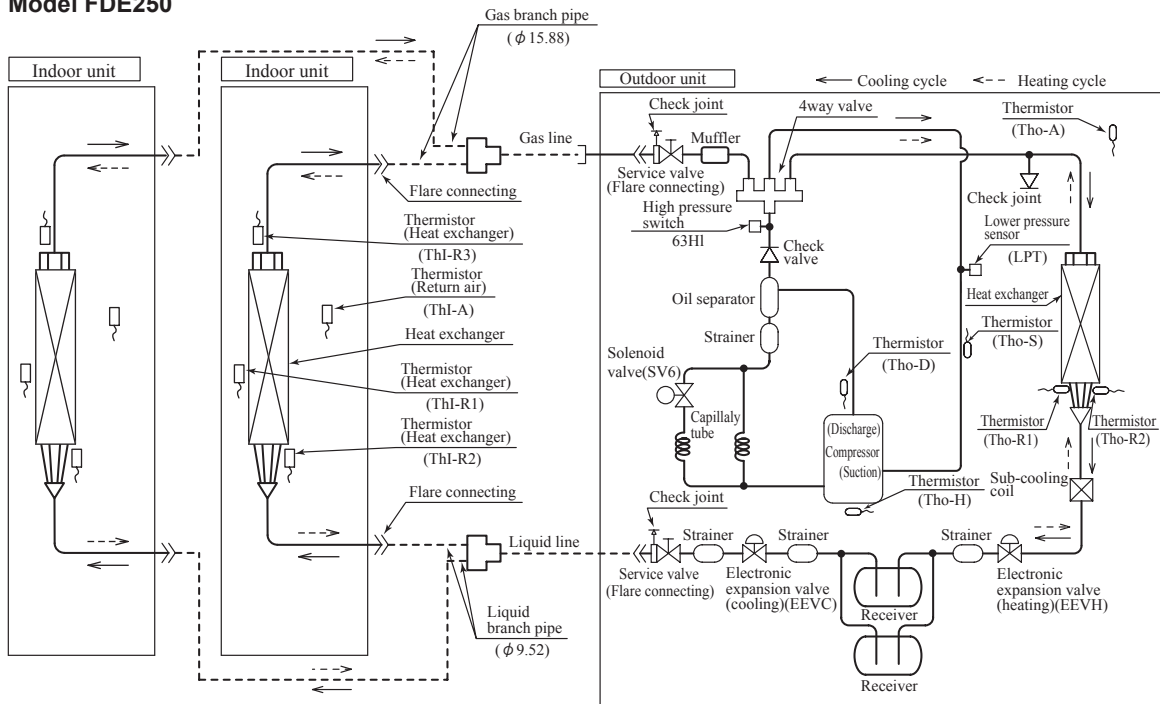 Model FDE250
Gas branch pipe
(ϕ15.88)
Indoor unit
Indoor unit
Outdoor unit
Cooling cycle
Heating cycle
Check joint
4way valve
Thermistor
(Tho-A)
Gas line
Muffler
Service valve
(Flare connecting)
Check joint
Flare connecting
High pressure
switch
63Hl
Lower pressure
sensor
(LPT)
Thermistor
(Heat exchanger)
(ThI-R3)
Check
valve
Thermistor
(Return air)
(ThI-A)
Oil separator
Heat exchanger
Heat exchanger
Strainer
Thermistor
(Tho-S)
Thermistor
(Tho-D)
Solenoid
valve(SV6)
Thermistor
(Heat exchanger)
(ThI-R1)
Capillaly
tube
(Discharge)
Compressor
(Suction)
Thermistor
(Tho-R1)
Thermistor
(Tho-R2)
Thermistor
(Heat exchanger)
(ThI-R2)
Thermistor
(Tho-H)
Sub-cooling
coil
Flare connecting
Check joint
Strainer
Strainer
Strainer
Liquid line
Service valve
(Flare connecting)
Electronic
expansion valve
(cooling)(EEVC)
Receiver
Electronic
expansion valve
(heating)(EEVH)
Liquid
branch pipe
(ϕ9.52)
Receiver